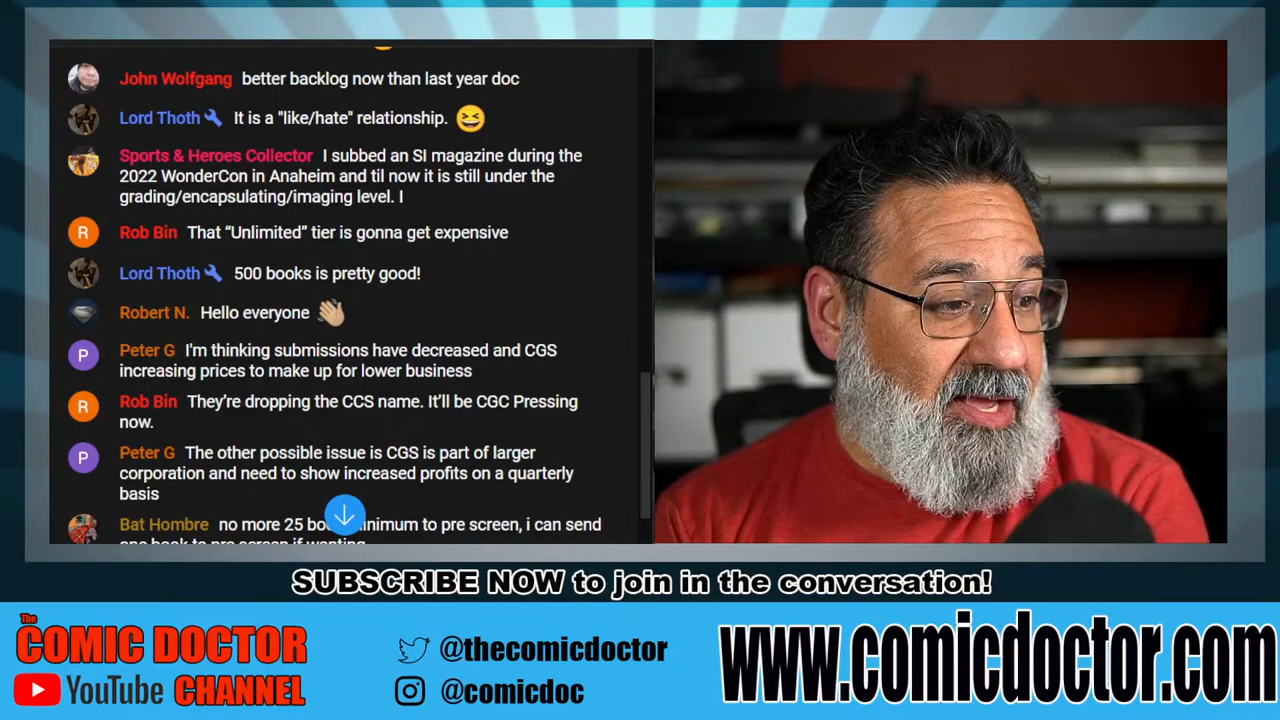 John Wolfgang better backlog now than last year doc
Lord Thoth It is a "like/hate" relationship.
Sports & Heroes Collector I subbed an SI magazine during the
2022 WonderCon in Anaheim and til now it is still under the
grading/encapsulating/imaging level. I
R Rob Bin That “Unlimited” tier is gonna get expensive
Lord Thoth 500 books is pretty good!
Robert N. Hello everyone
P Peter G I'm thinking submissions have decreased and CGS
increasing prices to make up for lower business
R Rob Bin They're dropping the CCS name. It'll be CGC Pressing
now.
P Peter G The other possible issue is CGS is part of larger
corporation and need to show increased profits on a quarterly
basis
Bat Hombre no more 25 to pre screen, i can send
SUBSCRIBE NOW to join in the conversation!
The
COMIC DOCTOR
YouTube CHANNEL
@thecomicdoctor
@comicdoc
www.comicdoctor.com